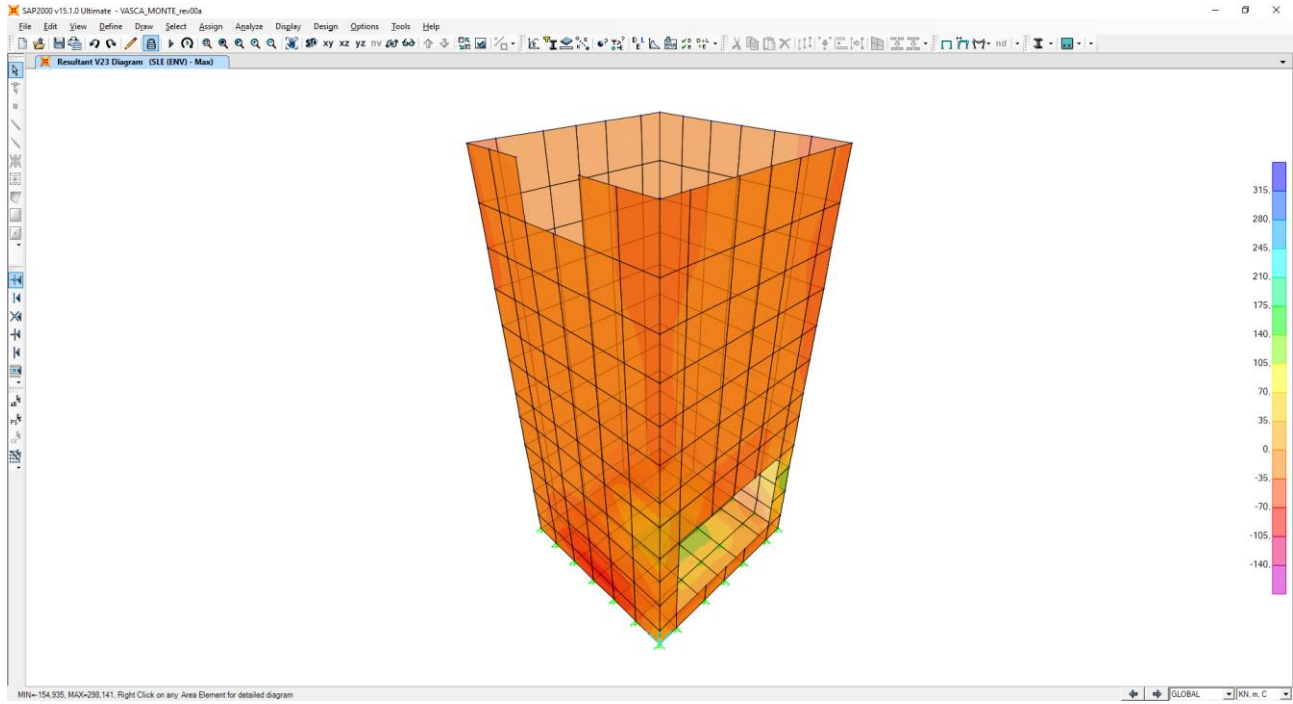 SAP2000 v15.1.0 Ultimate - VASCA_MONTE_rev00a
File Edit View Define Draw Select Assign Analyze Display Design Options Tools Help
xy xz yz nv nd
Resultant V23 Diagram (SLE (ENV) - Max)
315,
280,
245,
210,
175,
140,
105,
70,
35,
0,
-35,
-70,
-105,
-140,
MIN=-154,935, MAX=298,141, Right Click on any Area Element for detailed diagram
GLOBAL
KN, m, C